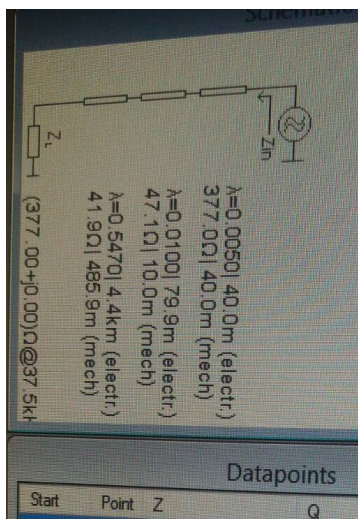 Schematic
Zin
λ=0.0050| 40.0m (electr.)
377.0Ω| 40.0m (mech)
λ=0.0100| 79.9m (electr.)
47.1Ω| 10.0m (mech)
λ=0.5470| 4.4km (electr.)
41.9Ω| 485.9m (mech)
ZL
(377.00+j0.00)Ω@37.5kH
Datapoints
Start Point Z Q